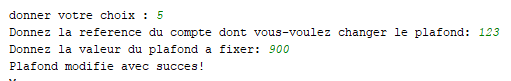 donner votre choix : 5
Donnez la reference du compte dont vous-voulez changer le plafond: 123
Donnez la valeur du plafond a fixer: 900
Plafond modifie avec succes!